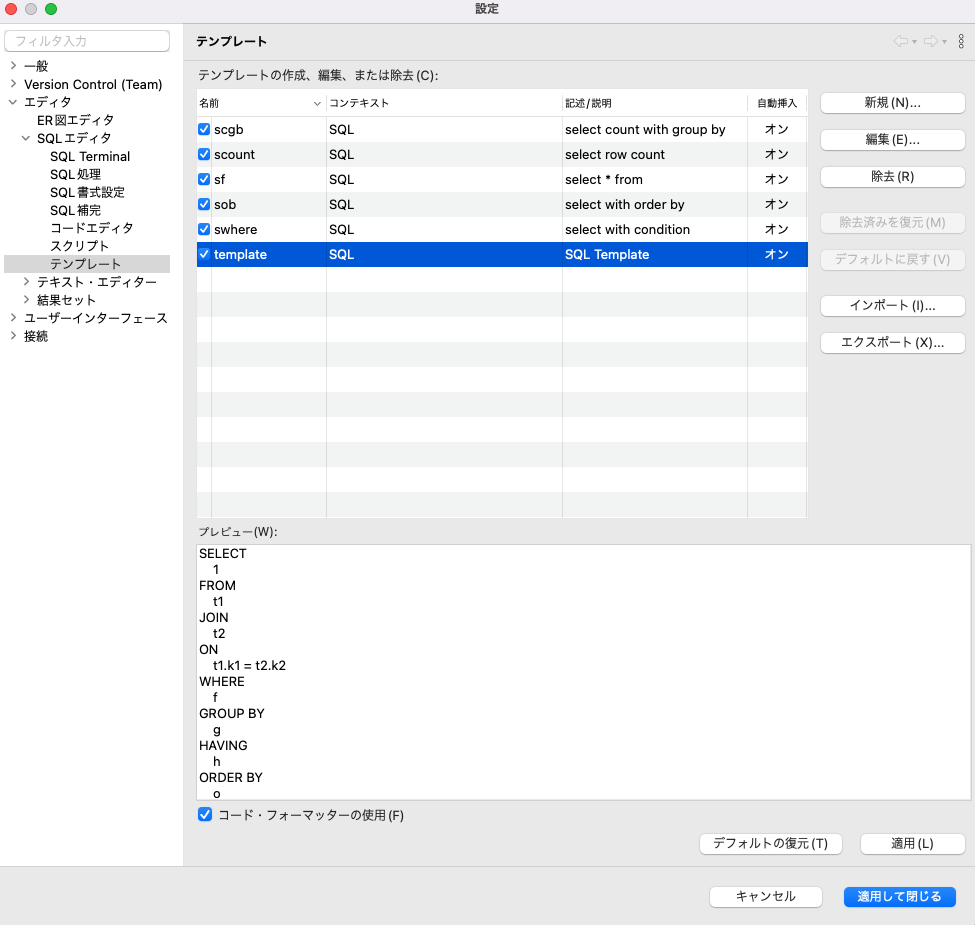 設定
フィルタ入力
一般
Version Control (Team)
エディタ
ER図エディタ
SQLエディタ
SQL Terminal
SQL処理
SQL書式設定
SQL補完
コードエディタ
スクリプト
テンプレート
テキスト・エディター
結果セット
ユーザーインターフェース
接続
テンプレート
テンプレートの作成、編集、または除去(C):
名前 コンテキスト 記述/説明 自動挿入
scgb SQL select count with group by オン
scount SQL select row count オン
sf SQL select * from オン
sob SQL select with order by オン
swhere SQL select with condition オン
template SQL SQL Template オン
新規(N)...
編集(E)...
除去(R)
除去済みを復元(M)
デフォルトに戻す(V)
インポート(I)...
エクスポート(X)...
プレビュー(W):
SELECT
1
FROM
t1
JOIN
t2
ON
t1.k1 = t2.k2
WHERE
f
GROUP BY
g
HAVING
h
ORDER BY
o
コード・フォーマッターの使用(F)
デフォルトの復元(T)
適用(L)
キャンセル
適用して閉じる